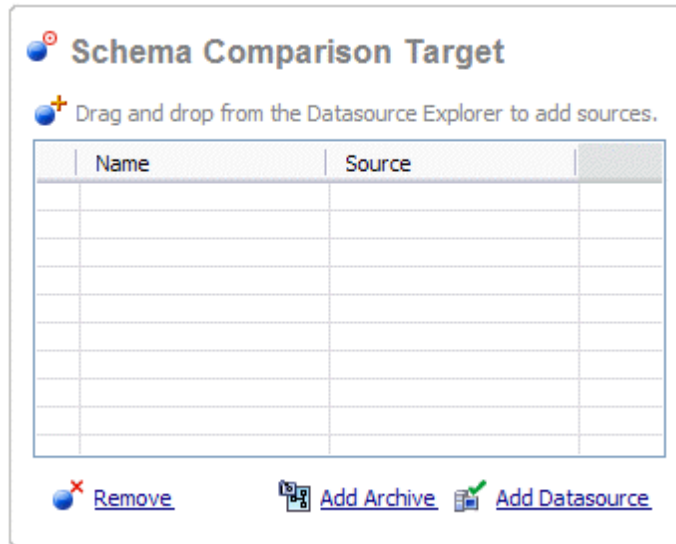 Schema Comparison Target
Drag and drop from the Datasource Explorer to add sources.
Name Source
Remove Add Archive Add Datasource